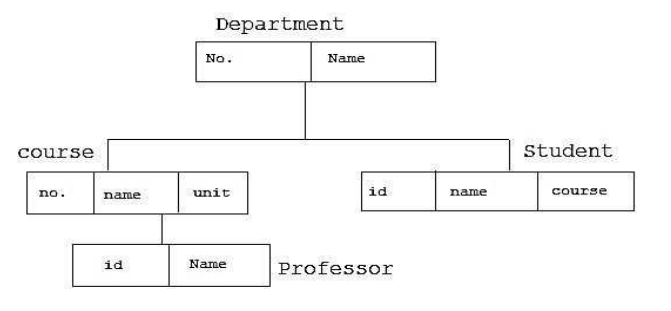 Department
No. Name
course
Student
no. name unit
id name course
id Name
Professor